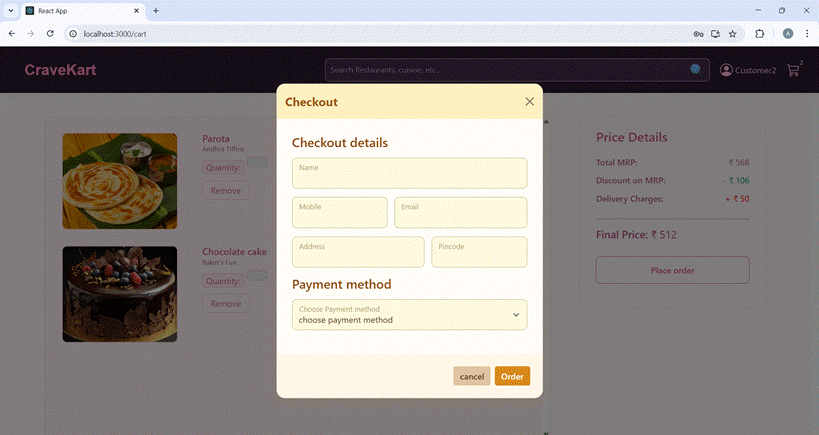 React App
localhost:3000/cart
A
CraveKart
Search Restaurants, cuisine, etc.,
Customer2
2
Parota
Andhra Tiffins
Quantity:
Remove
Chocolate cake
Baker's Fun
Quantity:
Remove
Checkout
Checkout details
Name
Mobile
Email
Address
Pincode
Payment method
Choose Payment method
choose payment method
cancel
Order
Price Details
Total MRP: ₹ 568
Discount on MRP: - ₹ 106
Delivery Charges: + ₹ 50
Final Price: ₹ 512
Place order